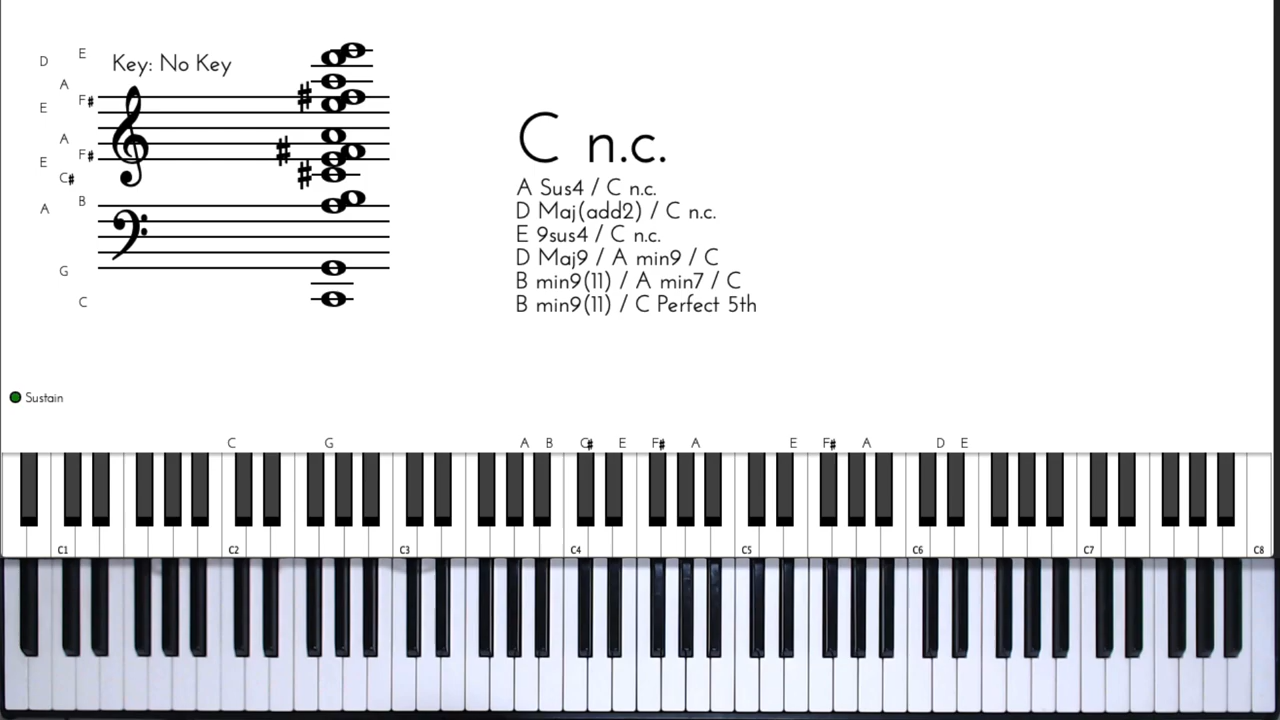 Key: No Key
D E
A
E F#
A
E F#
C#
A B
G
C
C n.c.
A Sus4 / C n.c.
D Maj(add2) / C n.c.
E 9sus4 / C n.c.
D Maj9 / A min9 / C
B min9(11) / A min7 / C
B min9(11) / C Perfect 5th
Sustain
C G A B C# E F# A E F# A D E
C1 C2 C3 C4 C5 C6 C7 C8